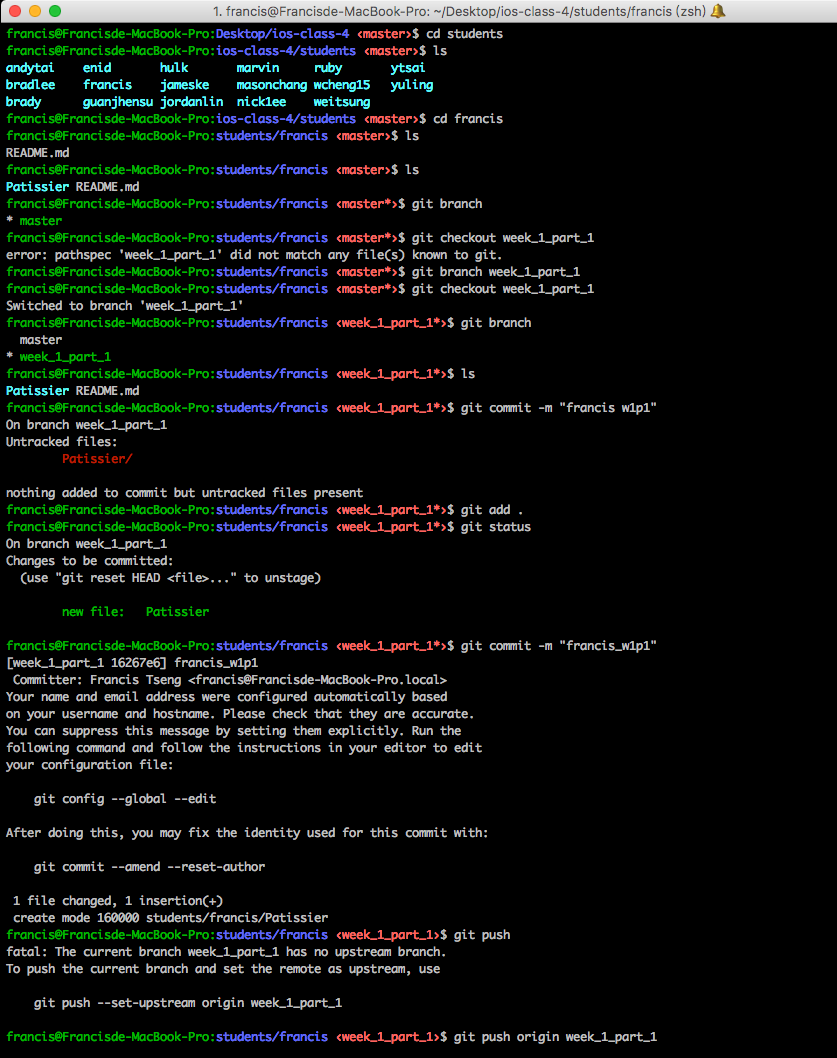 1. francis@Francisde-MacBook-Pro: ~/Desktop/ios-class-4/students/francis (zsh)
francis@Francisde-MacBook-Pro:Desktop/ios-class-4 ‹master›$ cd students
francis@Francisde-MacBook-Pro:ios-class-4/students ‹master›$ ls
andytai    enid       hulk       marvin     ruby       ytsai
bradlee    francis    jameske    masonchang wcheng15   yuling
brady      guanjhensu jordanlin  nick1ee    weitsung
francis@Francisde-MacBook-Pro:ios-class-4/students ‹master›$ cd francis
francis@Francisde-MacBook-Pro:students/francis ‹master›$ ls
README.md
francis@Francisde-MacBook-Pro:students/francis ‹master›$ ls
Patissier README.md
francis@Francisde-MacBook-Pro:students/francis ‹master*›$ git branch
* master
francis@Francisde-MacBook-Pro:students/francis ‹master*›$ git checkout week_1_part_1
error: pathspec 'week_1_part_1' did not match any file(s) known to git.
francis@Francisde-MacBook-Pro:students/francis ‹master*›$ git branch week_1_part_1
francis@Francisde-MacBook-Pro:students/francis ‹master*›$ git checkout week_1_part_1
Switched to branch 'week_1_part_1'
francis@Francisde-MacBook-Pro:students/francis ‹week_1_part_1*›$ git branch
  master
* week_1_part_1
francis@Francisde-MacBook-Pro:students/francis ‹week_1_part_1*›$ ls
Patissier README.md
francis@Francisde-MacBook-Pro:students/francis ‹week_1_part_1*›$ git commit -m "francis w1p1"
On branch week_1_part_1
Untracked files:
        Patissier/
nothing added to commit but untracked files present
francis@Francisde-MacBook-Pro:students/francis ‹week_1_part_1*›$ git add .
francis@Francisde-MacBook-Pro:students/francis ‹week_1_part_1*›$ git status
On branch week_1_part_1
Changes to be committed:
  (use "git reset HEAD <file>..." to unstage)
        new file:   Patissier
francis@Francisde-MacBook-Pro:students/francis ‹week_1_part_1*›$ git commit -m "francis_w1p1"
[week_1_part_1 16267e6] francis_w1p1
 Committer: Francis Tseng <francis@Francisde-MacBook-Pro.local>
Your name and email address were configured automatically based
on your username and hostname. Please check that they are accurate.
You can suppress this message by setting them explicitly. Run the
following command and follow the instructions in your editor to edit
your configuration file:
    git config --global --edit
After doing this, you may fix the identity used for this commit with:
    git commit --amend --reset-author
 1 file changed, 1 insertion(+)
 create mode 160000 students/francis/Patissier
francis@Francisde-MacBook-Pro:students/francis ‹week_1_part_1›$ git push
fatal: The current branch week_1_part_1 has no upstream branch.
To push the current branch and set the remote as upstream, use
    git push --set-upstream origin week_1_part_1
francis@Francisde-MacBook-Pro:students/francis ‹week_1_part_1›$ git push origin week_1_part_1